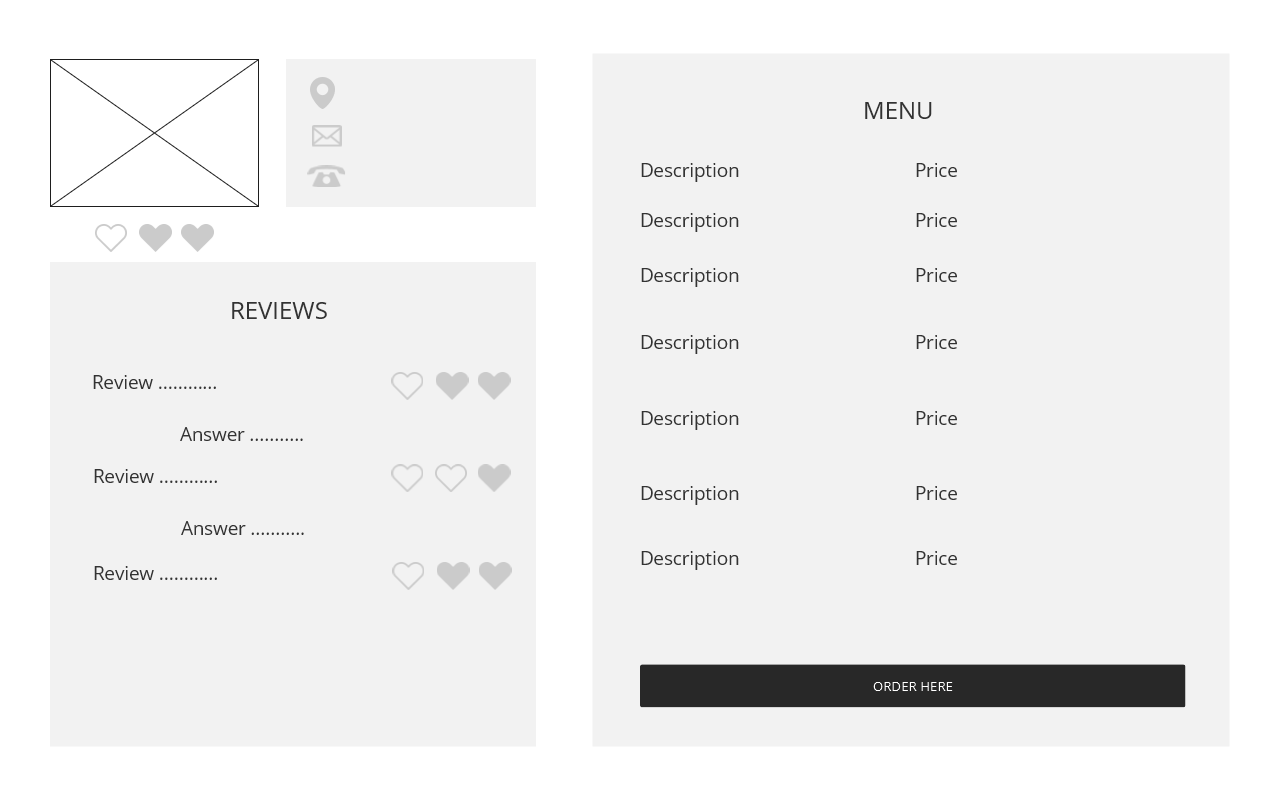 REVIEWS
Review ............
Answer ...........
Review ............
Answer ...........
Review ............
MENU
Description Price
Description Price
Description Price
Description Price
Description Price
Description Price
Description Price
ORDER HERE